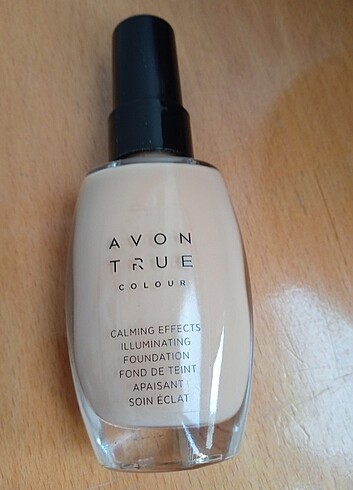 AVON
TRUE
COLOUR
CALMING EFFECTS
ILLUMINATING
FOUNDATION
FOND DE TEINT
APAISANT
SOIN ÉCLAT